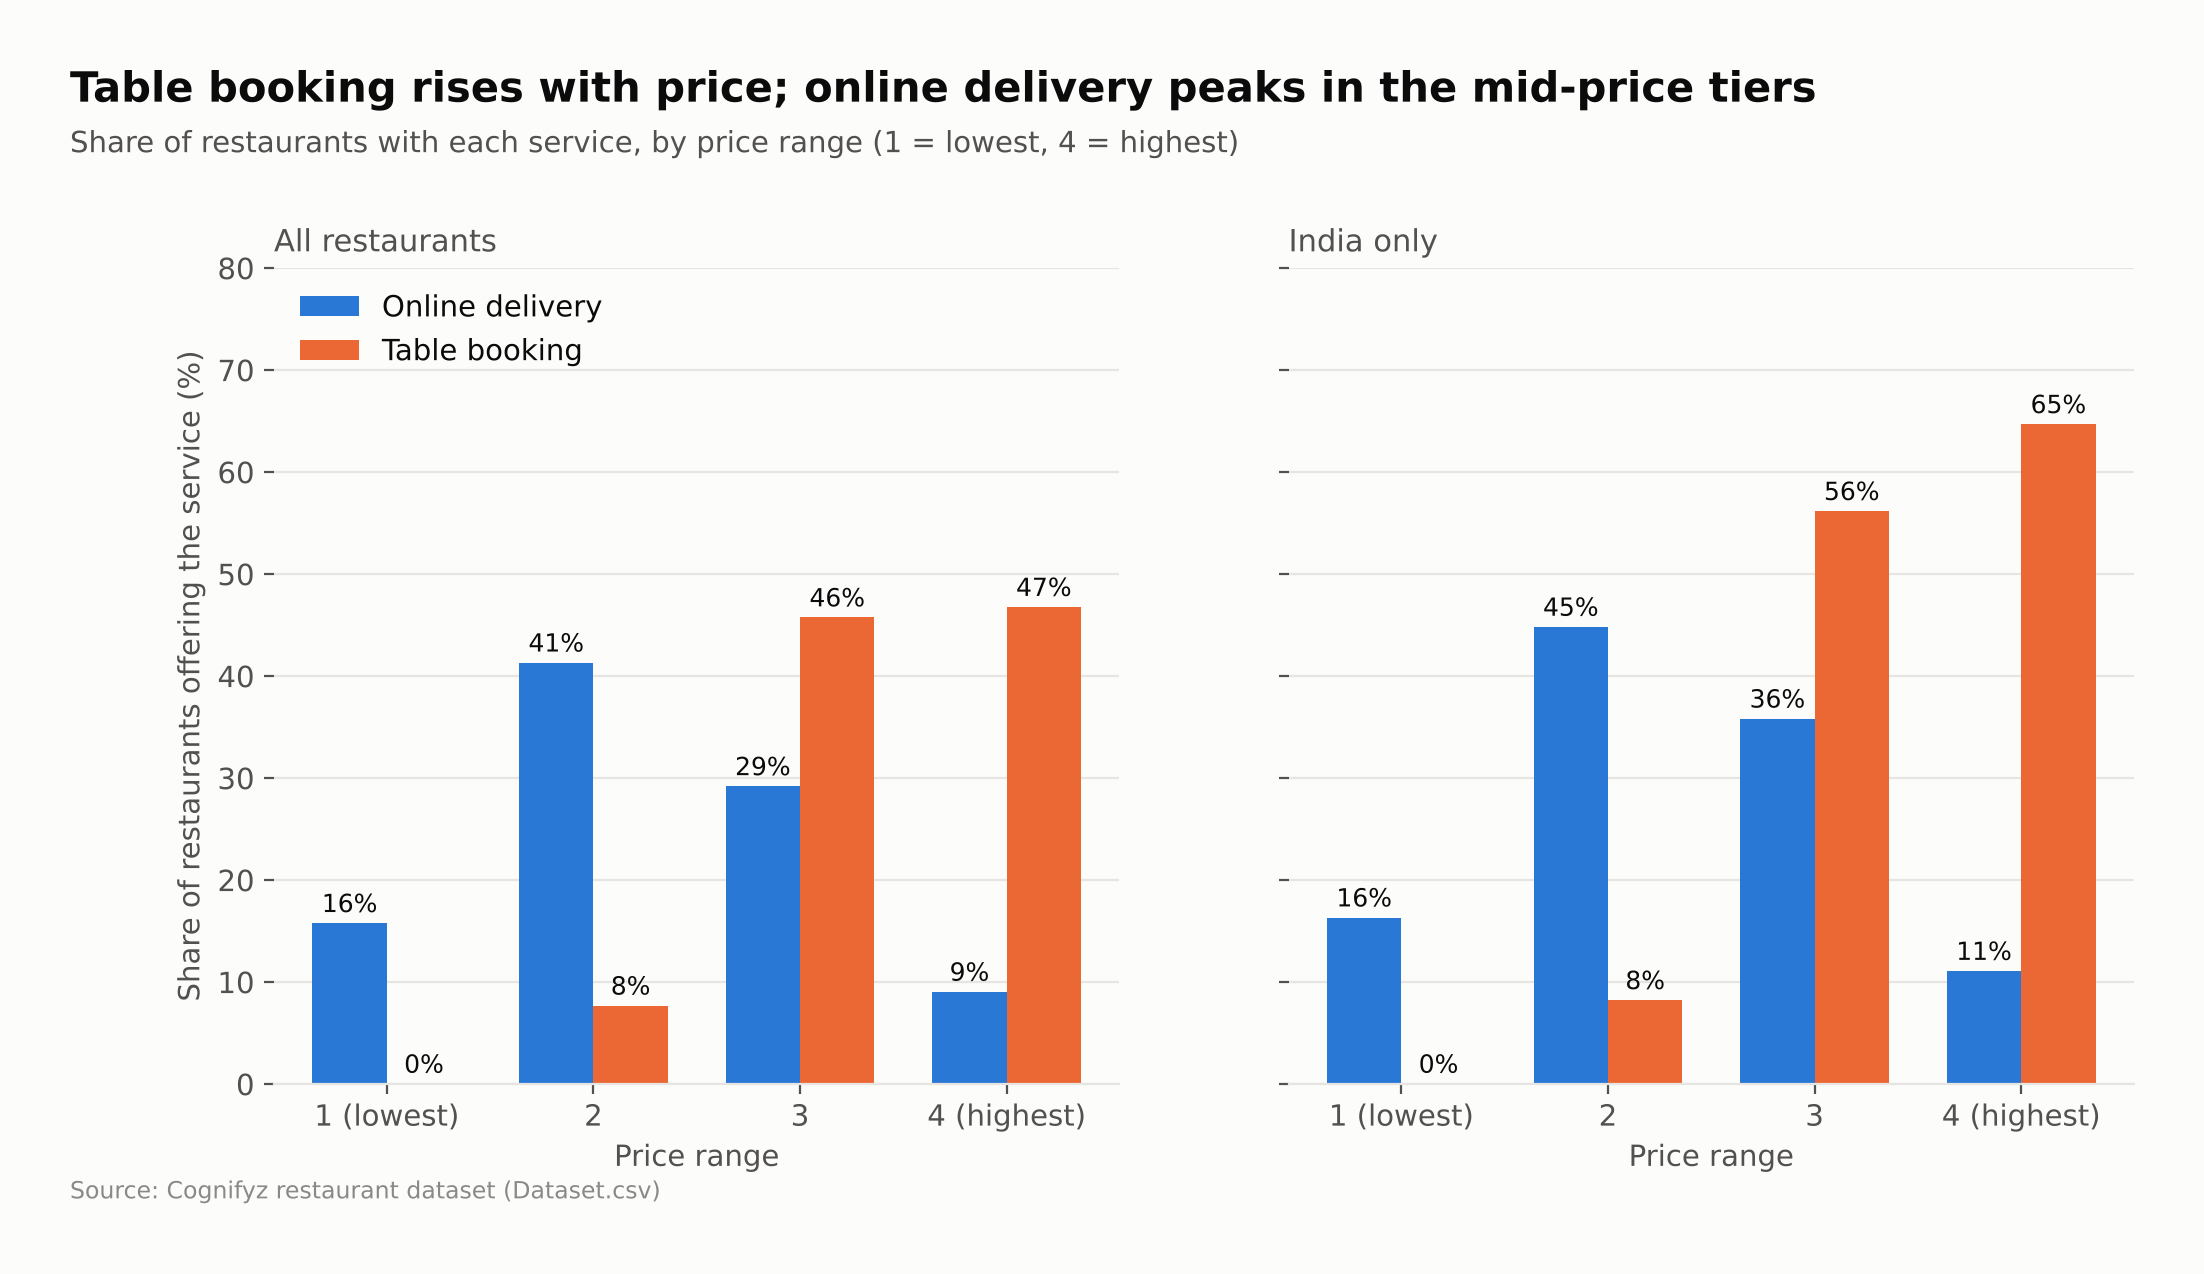 Table booking rises with price; online delivery peaks in the mid-price tiers
Share of restaurants with each service, by price range (1 = lowest, 4 = highest)
All restaurants
Share of restaurants offering the service (%)
80
70
60
50
40
30
20
10
0
Online delivery
Table booking
16%
0%
41%
8%
29%
46%
9%
47%
1 (lowest)
2
3
4 (highest)
Price range
India only
16%
0%
45%
8%
36%
56%
11%
65%
1 (lowest)
2
3
4 (highest)
Price range
Source: Cognifyz restaurant dataset (Dataset.csv)